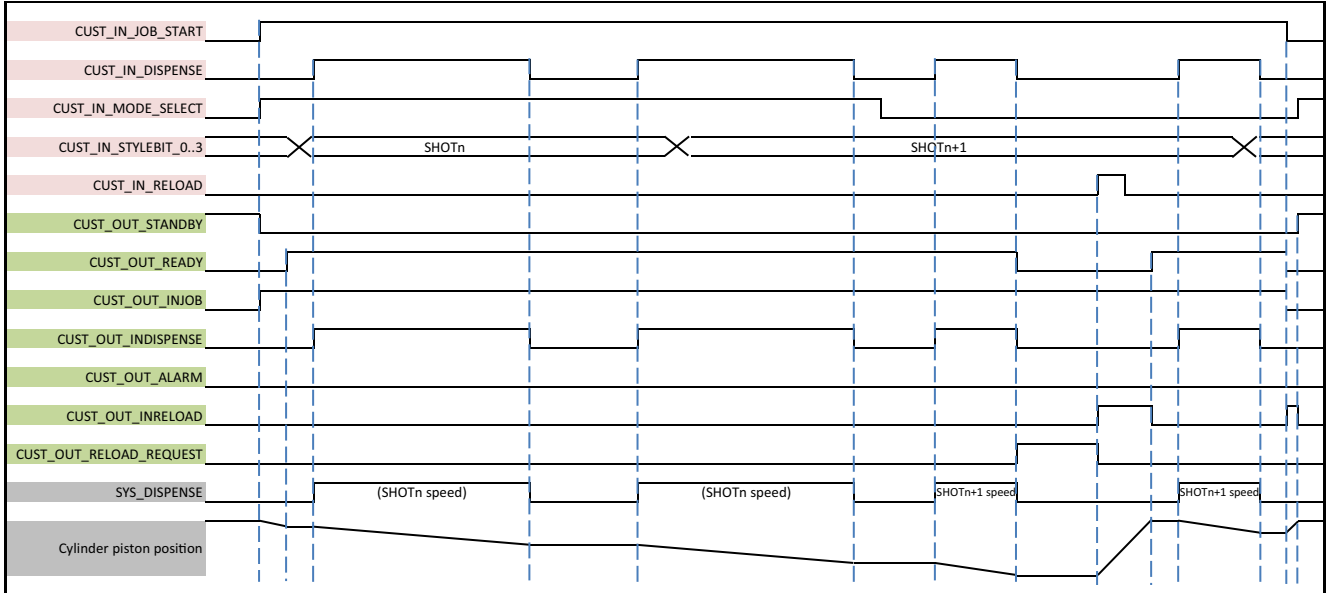 CUST_IN_JOB_START
CUST_IN_DISPENSE
CUST_IN_MODE_SELECT
CUST_IN_STYLEBIT_0..3
SHOTn
SHOTn+1
CUST_IN_RELOAD
CUST_OUT_STANDBY
CUST_OUT_READY
CUST_OUT_INJOB
CUST_OUT_INDISPENSE
CUST_OUT_ALARM
CUST_OUT_INRELOAD
CUST_OUT_RELOAD_REQUEST
SYS_DISPENSE
(SHOTn speed)
(SHOTn speed)
SHOTn+1 speed
SHOTn+1 speed
Cylinder piston position